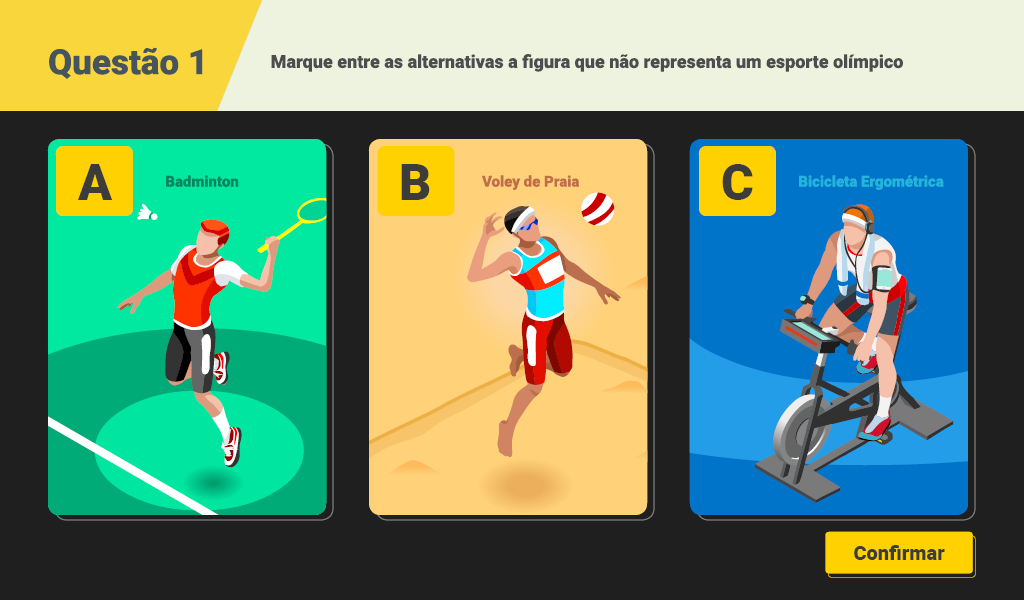 Questão 1
Marque entre as alternativas a figura que não representa um esporte olímpico
A
Badminton
B
Voley de Praia
C
Bicicleta Ergométrica
Confirmar